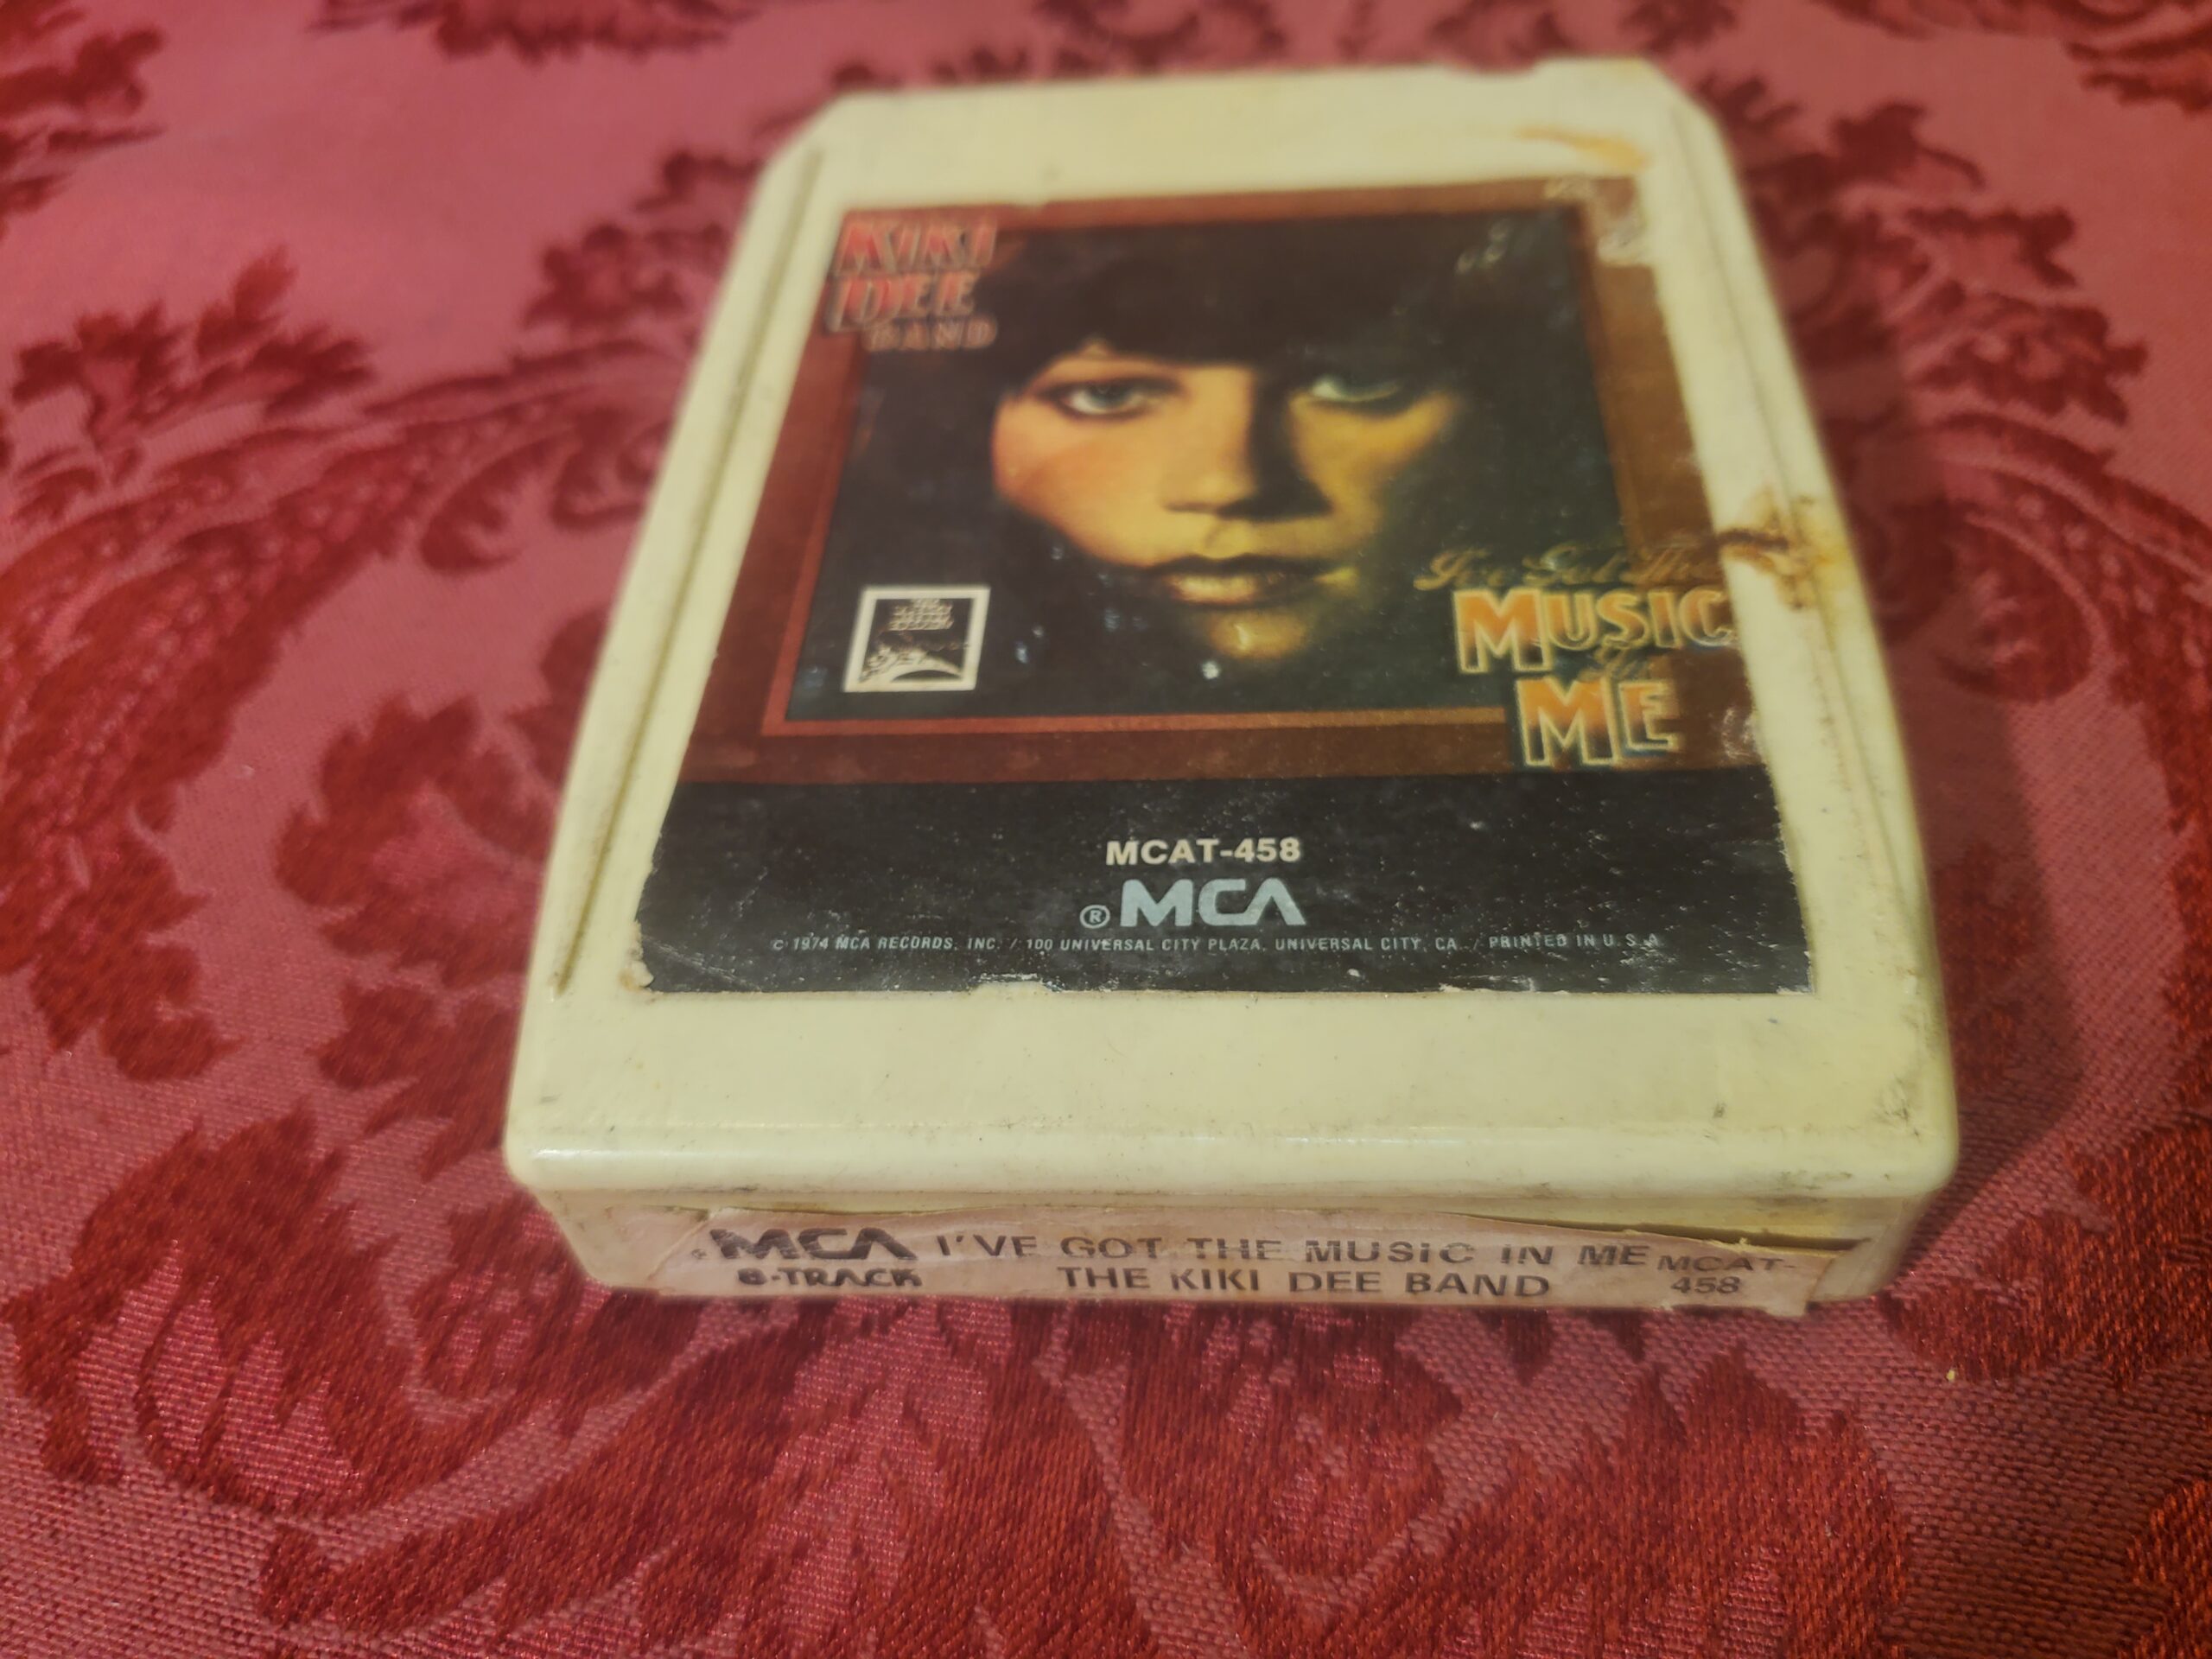 KIKI
DEE
BAND
I've Got The
MUSIC
In
ME
MCAT-458
® MCA
© 1974 MCA RECORDS, INC. / 100 UNIVERSAL CITY PLAZA, UNIVERSAL CITY, CA. / PRINTED IN U.S.A.
MCA I'VE GOT THE MUSIC IN ME MCAT-
8-TRACK THE KIKI DEE BAND 458